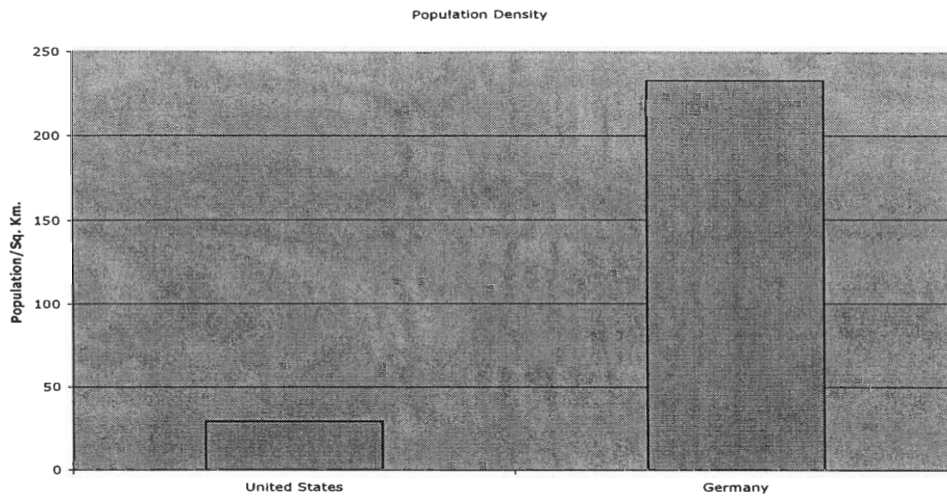 Population Density
250
200
150
100
50
0
Population/Sq. Km.
United States
Germany